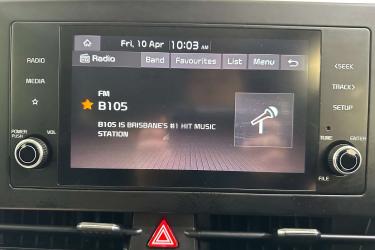 Fri, 10 Apr 10:03 AM
Radio Band Favourites List Menu
FM
B105
B105 IS BRISBANE'S #1 HIT MUSIC
STATION
RADIO
MEDIA
POWER
PUSH
VOL
<SEEK
TRACK>
SETUP
TUNE
ENTER
FILE